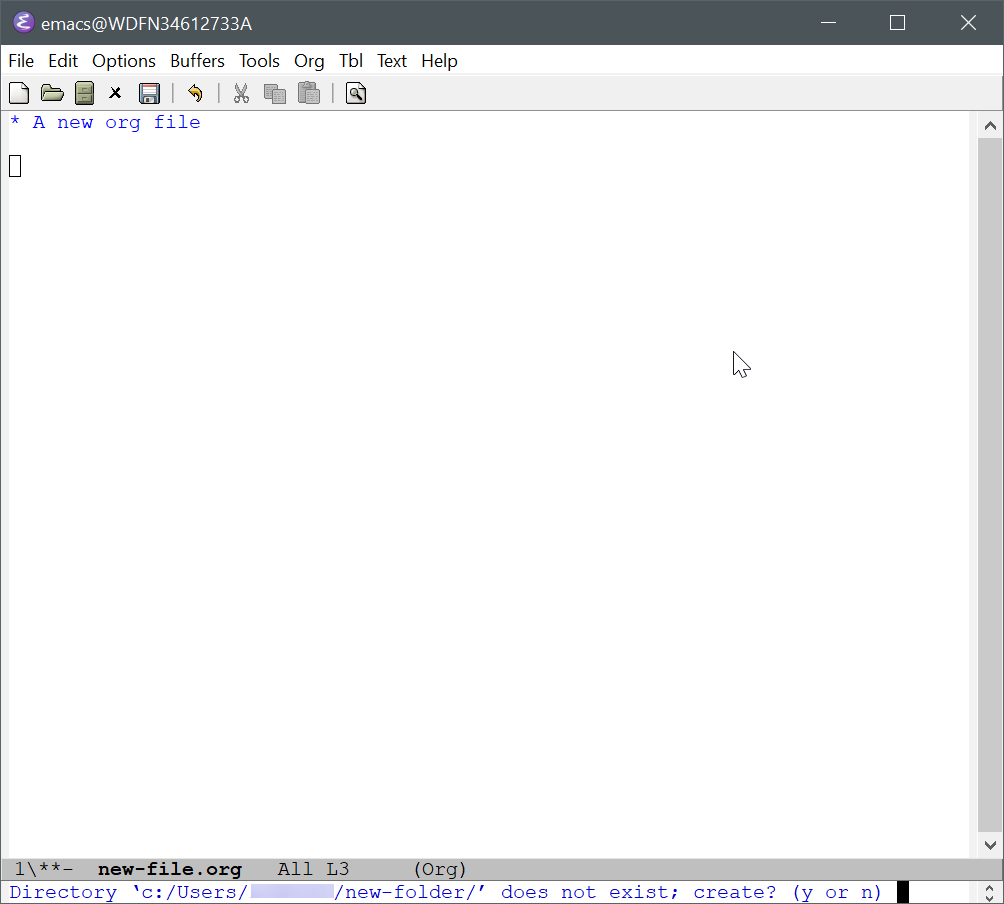 emacs@WDFN34612733A
File Edit Options Buffers Tools Org Tbl Text Help
* A new org file
1\**-  new-file.org   All L3     (Org)
Directory ‘c:/Users/ /new-folder/’ does not exist; create? (y or n)